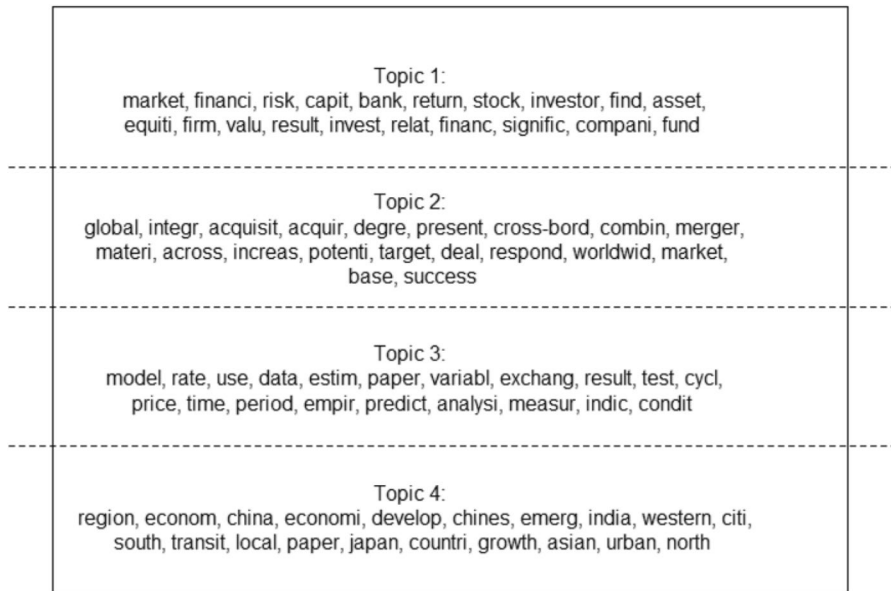 Topic 1:
market, financi, risk, capit, bank, return, stock, investor, find, asset,
equiti, firm, valu, result, invest, relat, financ, signific, compani, fund
Topic 2:
global, integr, acquisit, acquir, degre, present, cross-bord, combin, merger,
materi, across, increas, potenti, target, deal, respond, worldwid, market,
base, success
Topic 3:
model, rate, use, data, estim, paper, variabl, exchang, result, test, cycl,
price, time, period, empir, predict, analysi, measur, indic, condit
Topic 4:
region, econom, china, economi, develop, chines, emerg, india, western, citi,
south, transit, local, paper, japan, countri, growth, asian, urban, north